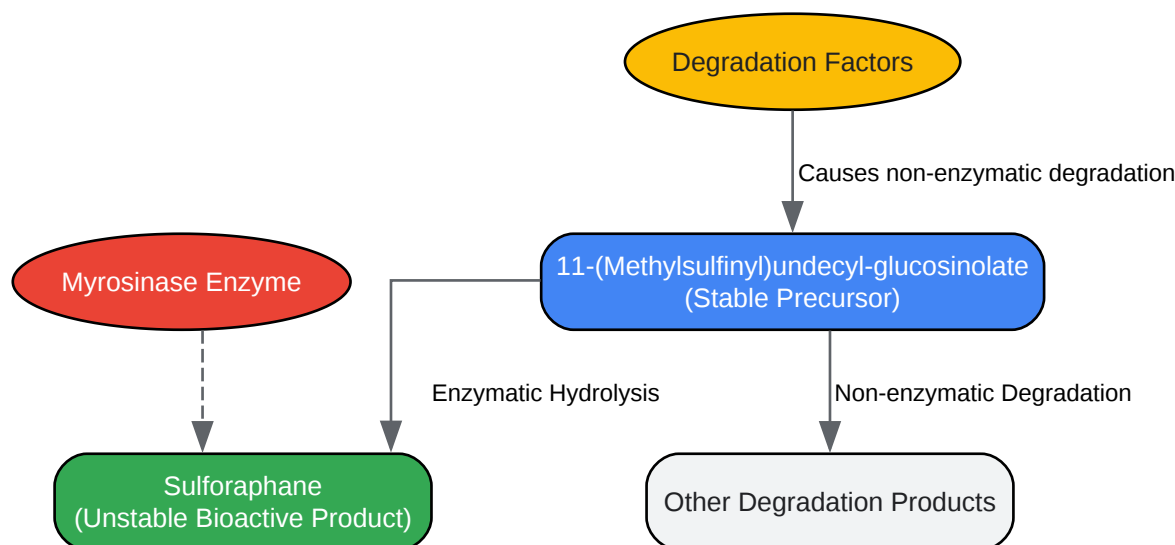 Degradation Factors
Causes non-enzymatic degradation
Myrosinase Enzyme
11-(Methylsulfinyl)undecyl-glucosinolate
(Stable Precursor)
Enzymatic Hydrolysis
Non-enzymatic Degradation
Sulforaphane
(Unstable Bioactive Product)
Other Degradation Products